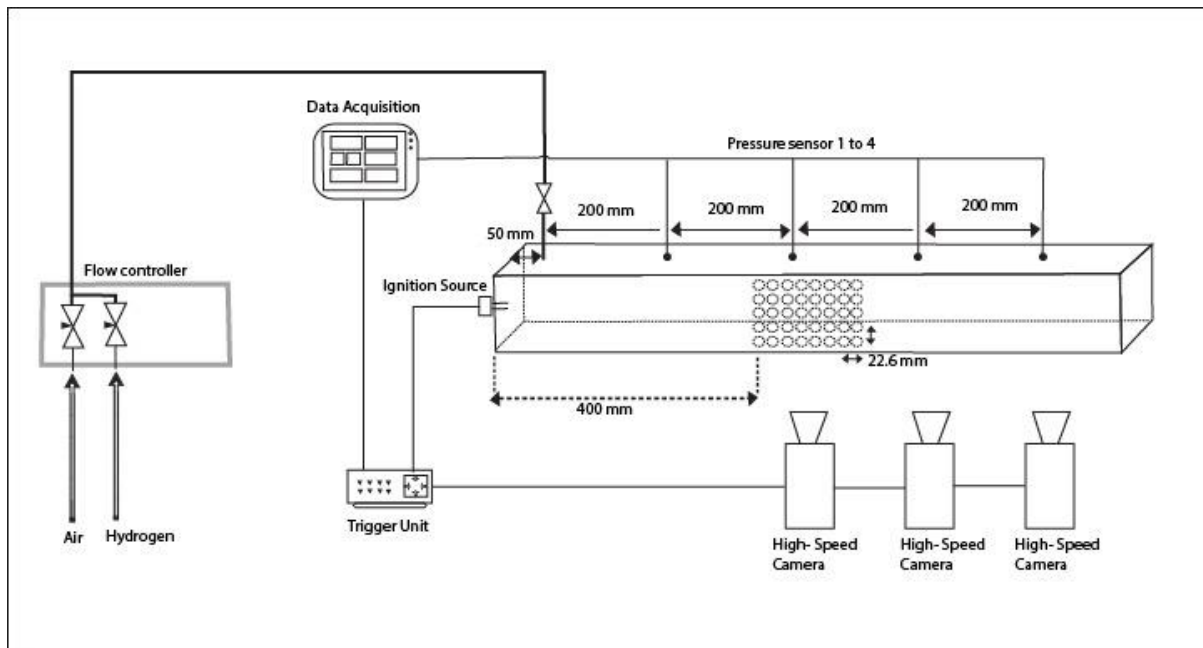 Data Acquisition
Pressure sensor 1 to 4
200 mm
200 mm
200 mm
200 mm
50 mm
Flow controller
Ignition Source
22.6 mm
400 mm
Air
Hydrogen
Trigger Unit
High- Speed
Camera
High- Speed
Camera
High- Speed
Camera